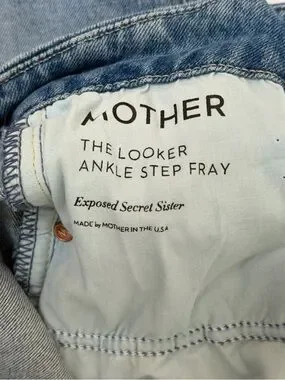 MOTHER
THE LOOKER
ANKLE STEP FRAY
Exposed Secret Sister
MADE by MOTHER IN THE U.S.A